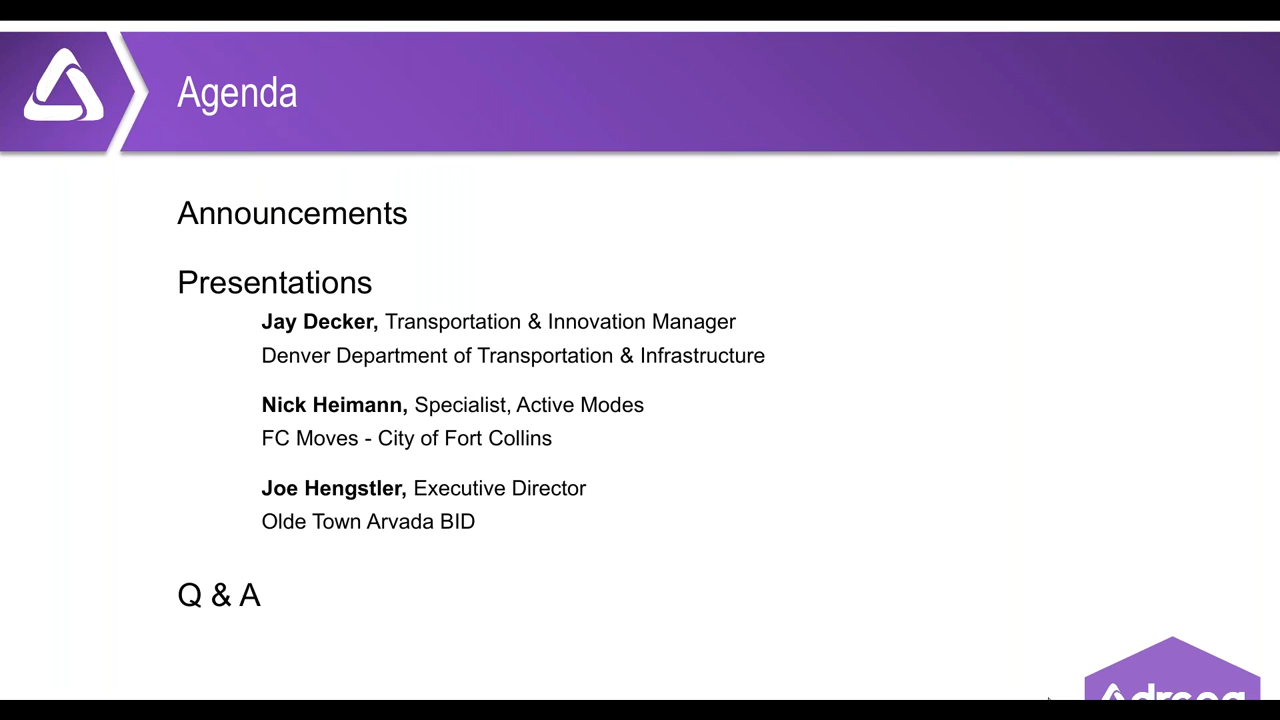 Agenda
Announcements
Presentations
Jay Decker, Transportation & Innovation Manager
Denver Department of Transportation & Infrastructure
Nick Heimann, Specialist, Active Modes
FC Moves - City of Fort Collins
Joe Hengstler, Executive Director
Olde Town Arvada BID
Q & A